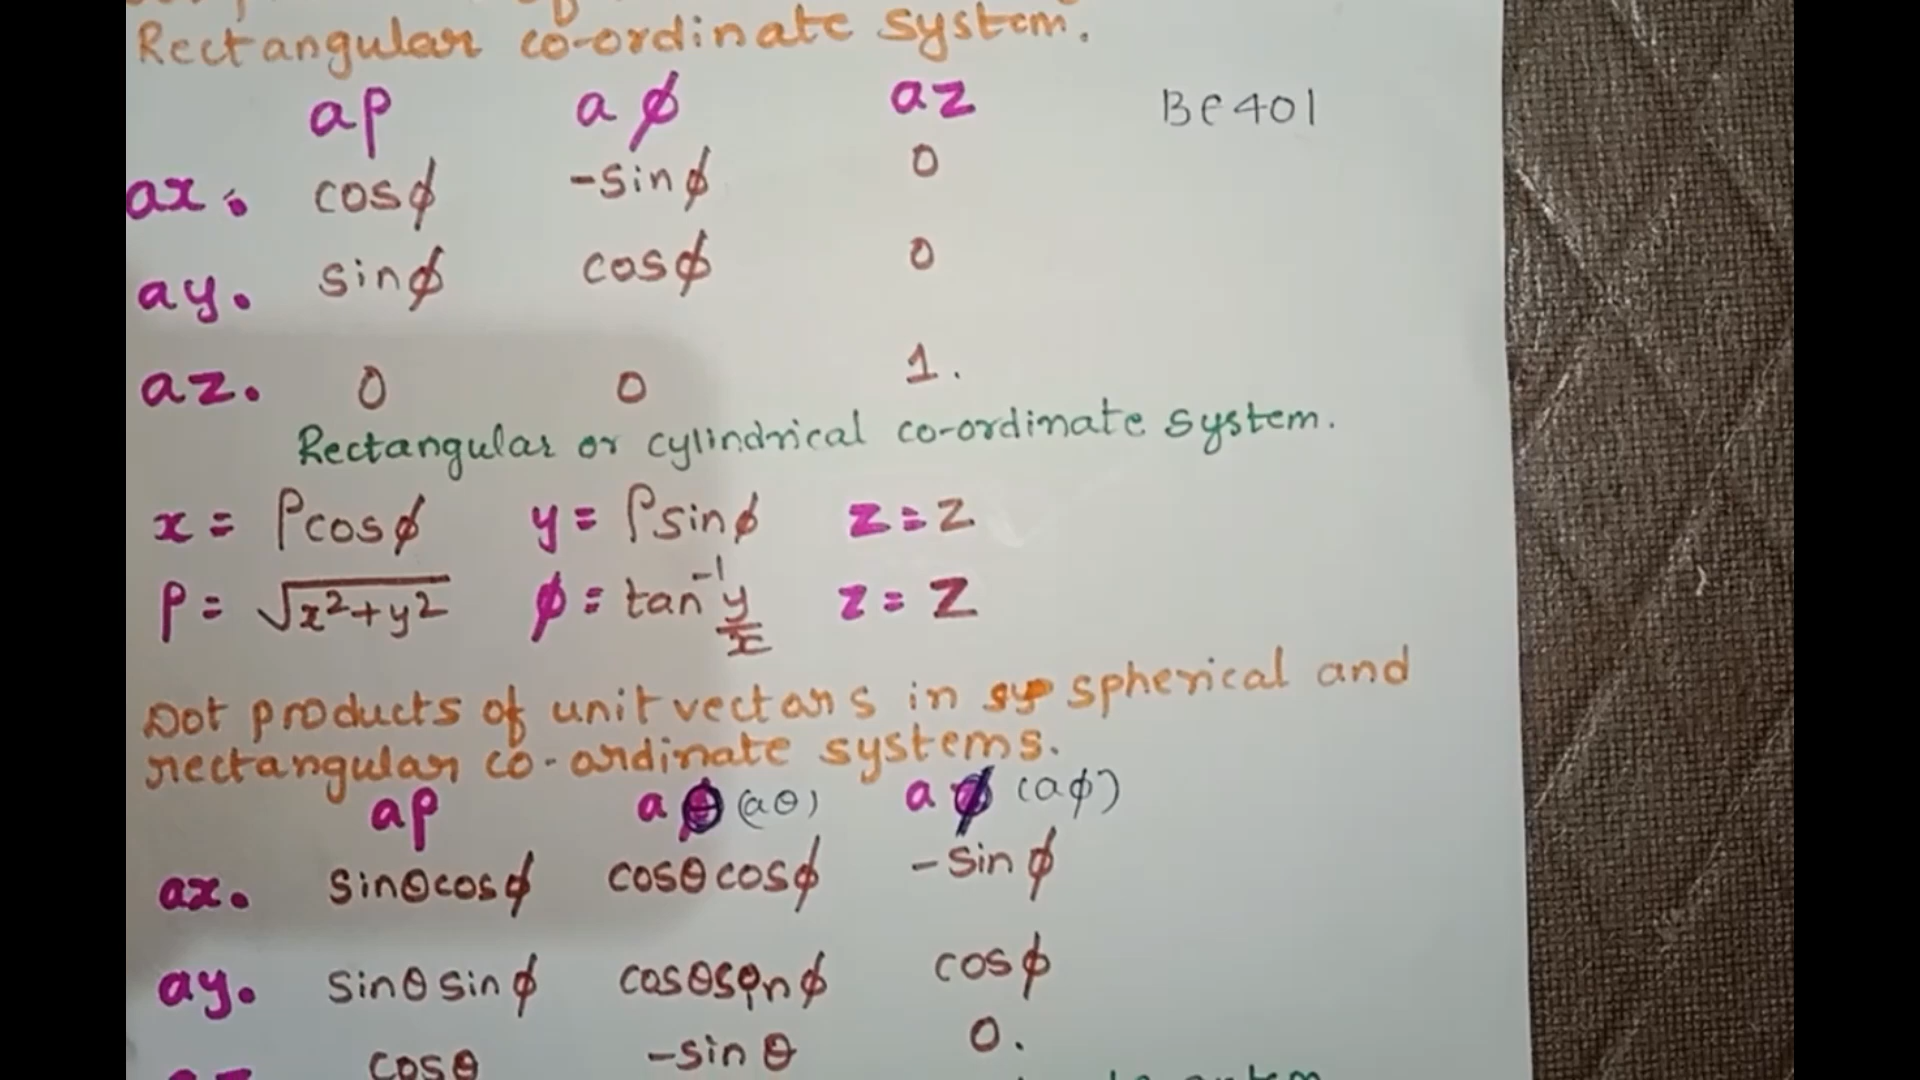 Rectangular co-ordinate system.
aρ aϕ az BE401
ax. cosϕ -sinϕ 0
ay. sinϕ cosϕ 0
az. 0 0 1.
Rectangular or cylindrical co-ordinate system.
x = ρcosϕ y = ρsinϕ z = z
ρ = √x²+y² ϕ = tan⁻¹ y/x z = z
Dot products of unit vectors in spherical and
rectangular co-ordinate systems.
aρ aθ (aθ) aϕ (aϕ)
ax. sinθcosϕ cosθcosϕ -sinϕ
ay. sinθsinϕ cosθsinϕ cosϕ
cosθ -sinθ 0.